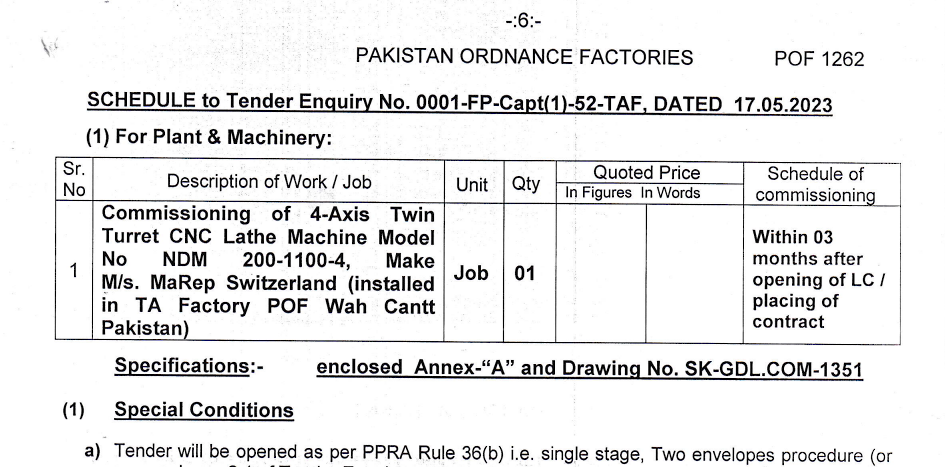 -:6:-
PAKISTAN ORDNANCE FACTORIES POF 1262
SCHEDULE to Tender Enquiry No. 0001-FP-Capt(1)-52-TAF, DATED 17.05.2023
(1) For Plant & Machinery:
Sr. No Description of Work / Job Unit Qty Quoted Price In Figures In Words Schedule of commissioning
Commissioning of 4-Axis Twin
Turret CNC Lathe Machine Model
No NDM 200-1100-4, Make
M/s. MaRep Switzerland (installed
in TA Factory POF Wah Cantt
Pakistan)
1
Job
01
Within 03
months after
opening of LC /
placing of
contract
Specifications:- enclosed Annex-“A” and Drawing No. SK-GDL.COM-1351
(1) Special Conditions
a) Tender will be opened as per PPRA Rule 36(b) i.e. single stage, Two envelopes procedure (or